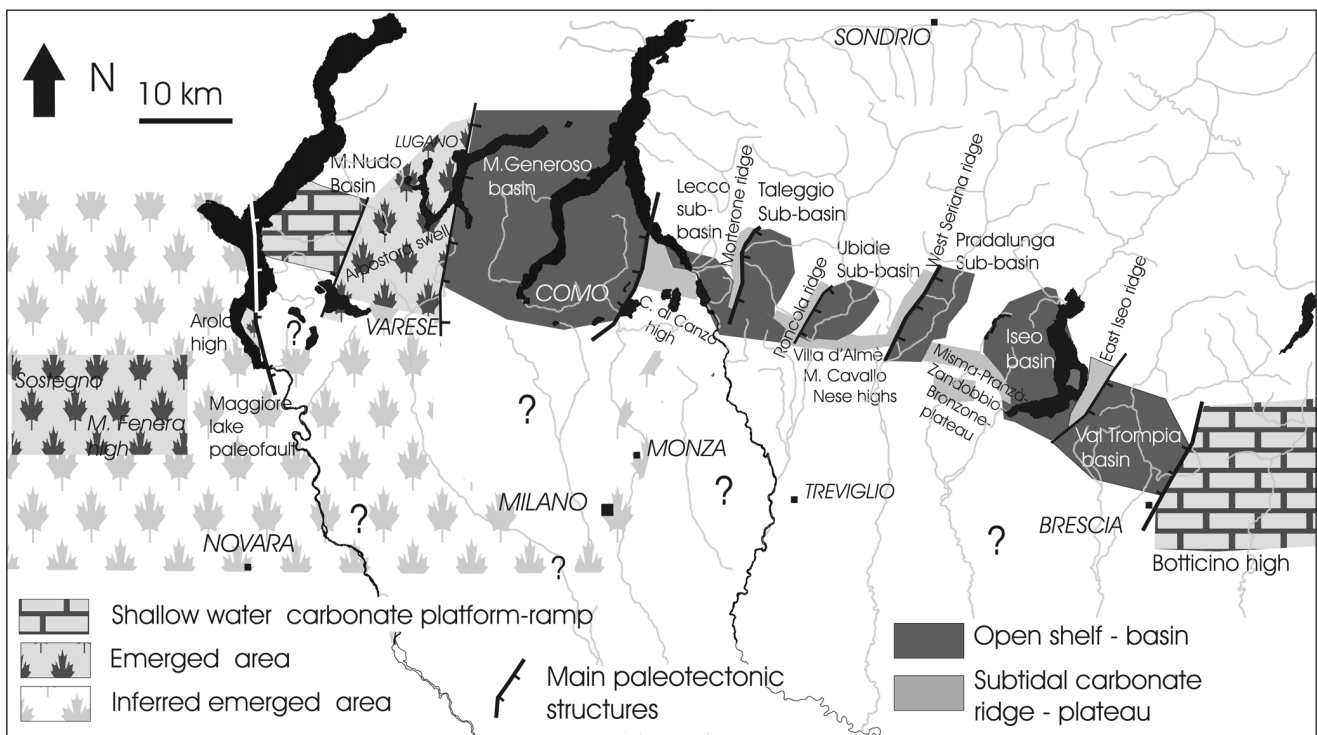 SONDRIO
N
10 km
LUGANO
M.Nudo
Basin
M.Generoso
basin
Lecco
sub-
basin
Morterone ridge
Taleggio
Sub-basin
West Seriana ridge
Ubiale
Sub-basin
Pradalunga
Sub-basin
Arbostora swell
Roncola ridge
East Iseo ridge
COMO
C. di Canzo
high
VARESE
Arolo
high
?
Iseo
basin
Villa d'Almè
M. Cavallo
Nese highs
Misma-Pranzà-
Zandobbio-
Bronzone-
plateau
Sostegna
M. Fenera
high
Maggiore
lake
paleofault
?
MONZA
Val Trompia
basin
?
TREVIGLIO
MILANO
?
NOVARA
?
?
BRESCIA
Botticino high
Shallow water carbonate platform-ramp
Emerged area
Inferred emerged area
Main paleotectonic
structures
Open shelf - basin
Subtidal carbonate
ridge - plateau